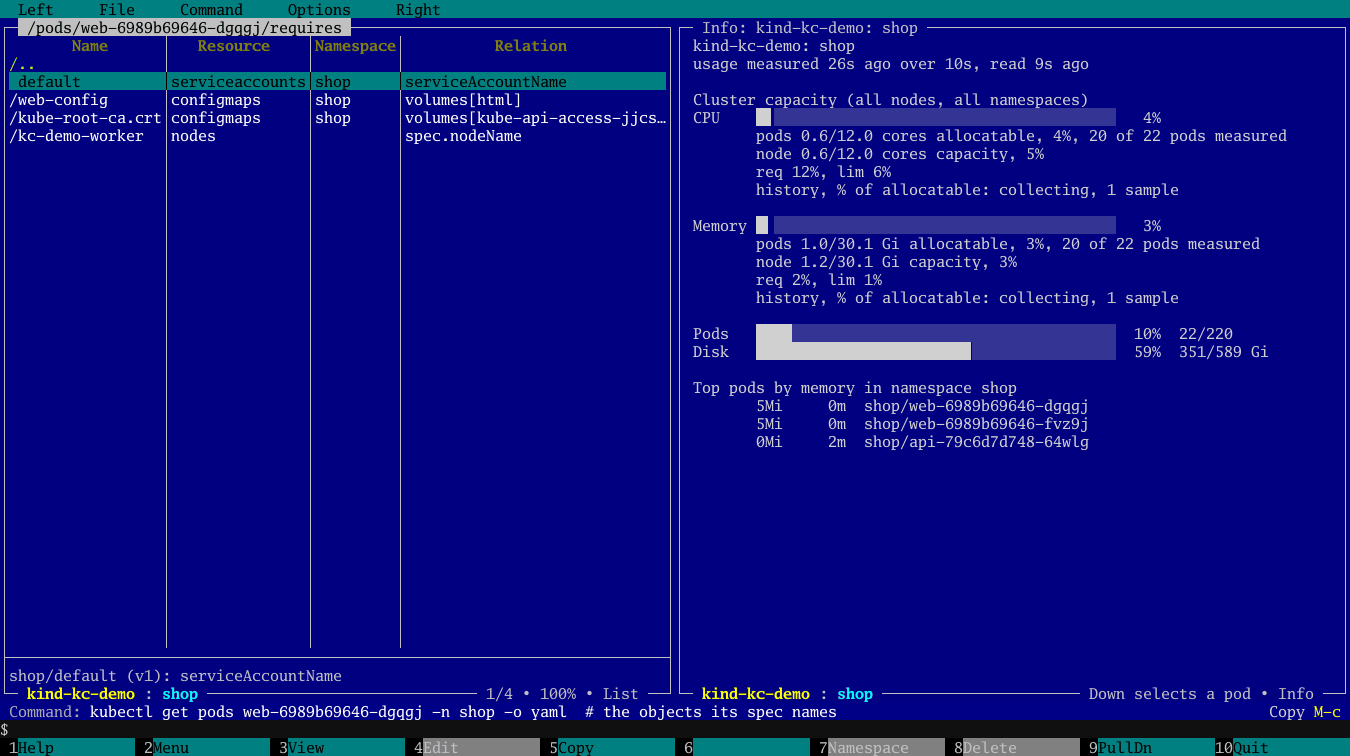 Left File Command Options Right
/pods/web-6989b69646-dgqgj/requires
Name Resource Namespace Relation
/..
default serviceaccounts shop serviceAccountName
/web-config configmaps shop volumes[html]
/kube-root-ca.crt configmaps shop volumes[kube-api-access-jjcs…
/kc-demo-worker nodes spec.nodeName
shop/default (v1): serviceAccountName
kind-kc-demo : shop 1/4 • 100% • List
Info: kind-kc-demo: shop
kind-kc-demo: shop
usage measured 26s ago over 10s, read 9s ago
Cluster capacity (all nodes, all namespaces)
CPU 4%
pods 0.6/12.0 cores allocatable, 4%, 20 of 22 pods measured
node 0.6/12.0 cores capacity, 5%
req 12%, lim 6%
history, % of allocatable: collecting, 1 sample
Memory 3%
pods 1.0/30.1 Gi allocatable, 3%, 20 of 22 pods measured
node 1.2/30.1 Gi capacity, 3%
req 2%, lim 1%
history, % of allocatable: collecting, 1 sample
Pods 10% 22/220
Disk 59% 351/589 Gi
Top pods by memory in namespace shop
5Mi 0m shop/web-6989b69646-dgqgj
5Mi 0m shop/web-6989b69646-fvz9j
0Mi 2m shop/api-79c6d7d748-64wlg
kind-kc-demo : shop Down selects a pod • Info
Command: kubectl get pods web-6989b69646-dgqgj -n shop -o yaml # the objects its spec names
Copy M-c
$
1Help 2Menu 3View 4Edit 5Copy 6 7Namespace 8Delete 9PullDn 10Quit